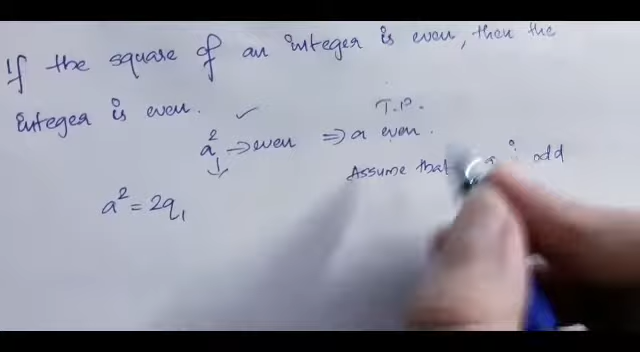 If the square of an integer is even, then the
integer is even. ✓
T.P.
a² → even ⇒ a even.
Assume that a is odd
a² = 2q₁